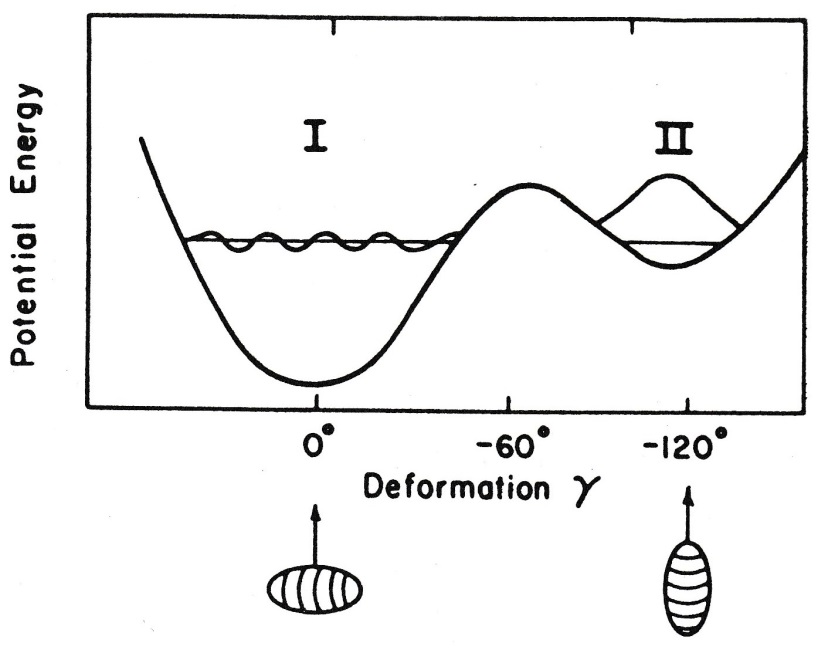 Potential Energy
I
II
0°
-60°
-120°
Deformation γ